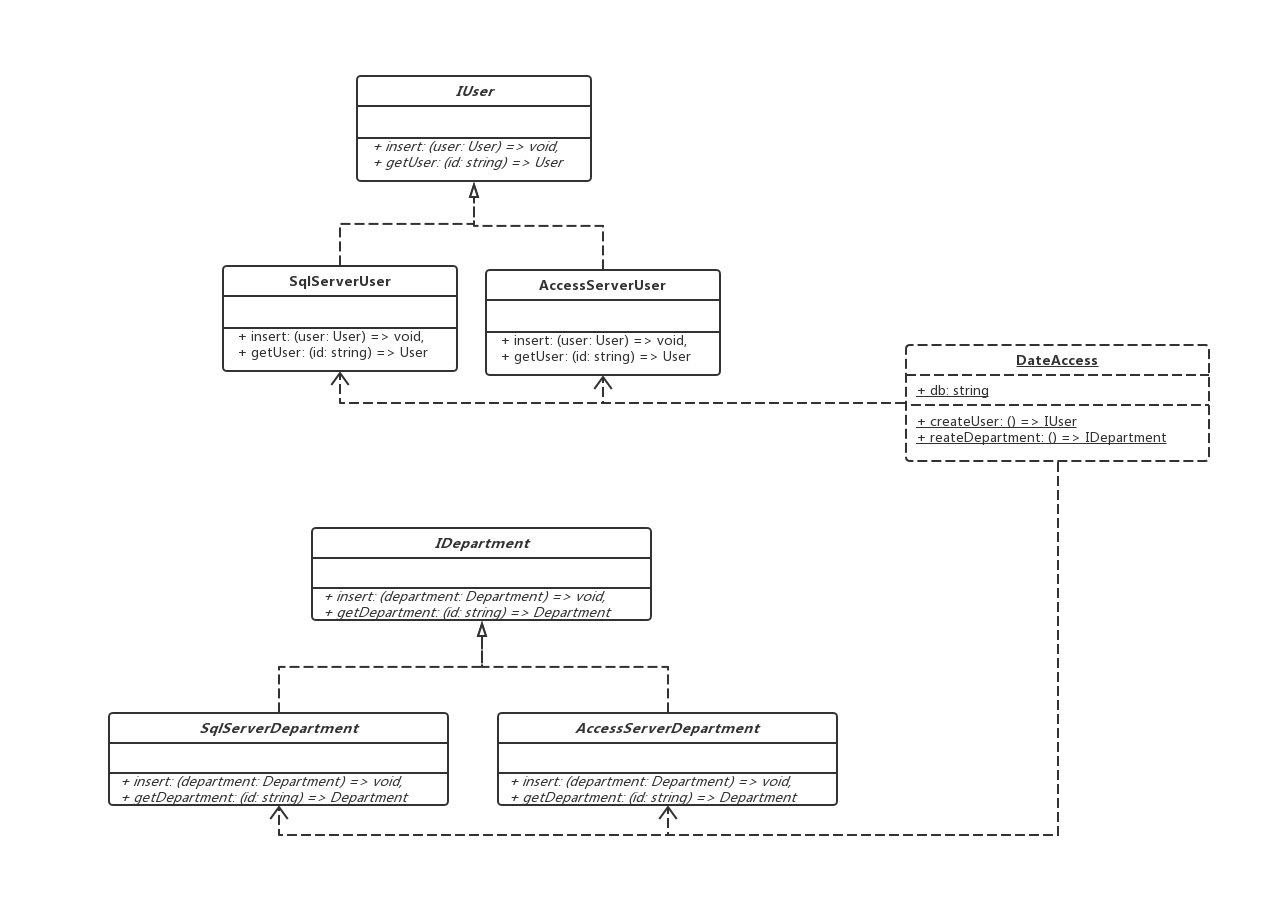 IUser
+ insert: (user: User) => void,
+ getUser: (id: string) => User
SqlServerUser
+ insert: (user: User) => void,
+ getUser: (id: string) => User
AccessServerUser
+ insert: (user: User) => void,
+ getUser: (id: string) => User
DateAccess
+ db: string
+ createUser: () => IUser
+ reateDepartment: () => IDepartment
IDepartment
+ insert: (department: Department) => void,
+ getDepartment: (id: string) => Department
SqlServerDepartment
+ insert: (department: Department) => void,
+ getDepartment: (id: string) => Department
AccessServerDepartment
+ insert: (department: Department) => void,
+ getDepartment: (id: string) => Department